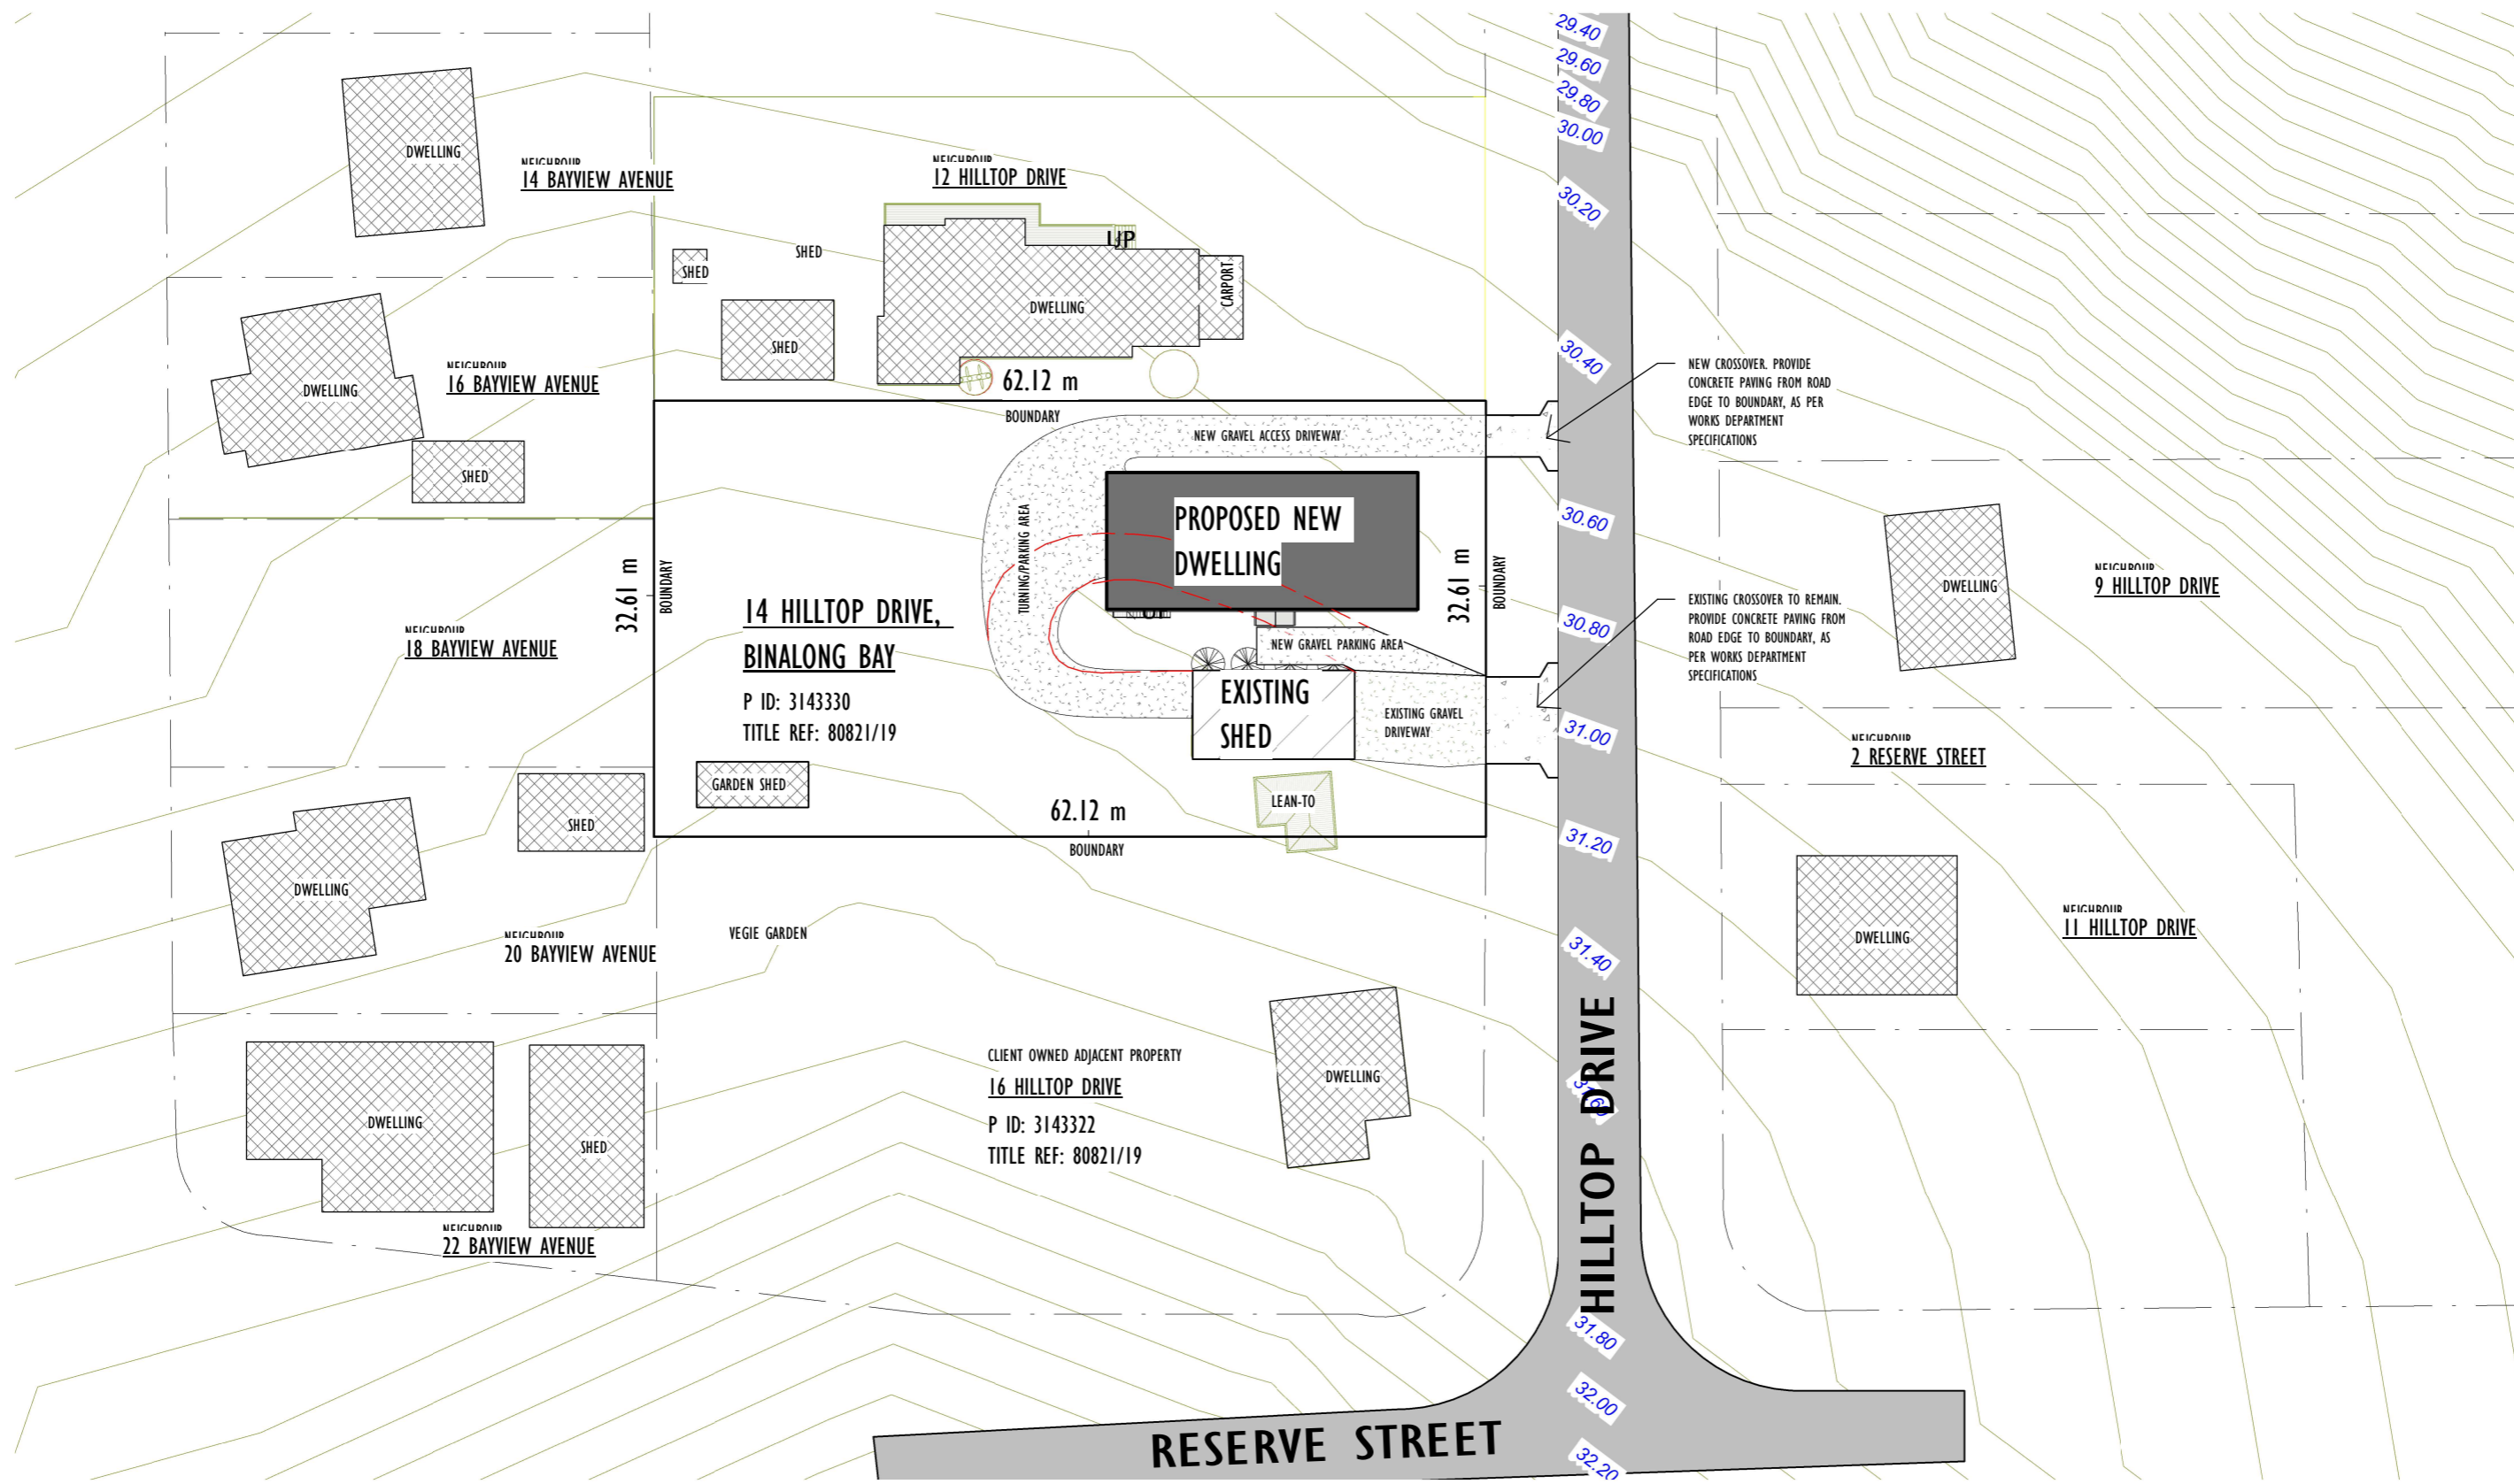 29.40
29.60
29.80
30.00
30.20
30.40
30.60
30.80
31.00
31.20
31.40
31.60
31.80
32.00
32.20
DWELLING
NEIGHBOUR
14 BAYVIEW AVENUE
NEIGHBOUR
12 HILLTOP DRIVE
UP
SHED
SHED
CARPORT
DWELLING
SHED
NEIGHBOUR
16 BAYVIEW AVENUE
DWELLING
SHED
62.12 m
BOUNDARY
NEW GRAVEL ACCESS DRIVEWAY
NEW CROSSOVER. PROVIDE
CONCRETE PAVING FROM ROAD
EDGE TO BOUNDARY, AS PER
WORKS DEPARTMENT
SPECIFICATIONS
PROPOSED NEW
DWELLING
TURNING/PARKING AREA
32.61 m
BOUNDARY
32.61 m
BOUNDARY
DWELLING
NEIGHBOUR
9 HILLTOP DRIVE
14 HILLTOP DRIVE,
BINALONG BAY
P ID: 3143330
TITLE REF: 80821/19
NEIGHBOUR
18 BAYVIEW AVENUE
UP
NEW GRAVEL PARKING AREA
EXISTING CROSSOVER TO REMAIN.
PROVIDE CONCRETE PAVING FROM
ROAD EDGE TO BOUNDARY, AS
PER WORKS DEPARTMENT
SPECIFICATIONS
EXISTING
SHED
EXISTING GRAVEL
DRIVEWAY
NEIGHBOUR
2 RESERVE STREET
GARDEN SHED
LEAN-TO
62.12 m
BOUNDARY
SHED
DWELLING
NEIGHBOUR
20 BAYVIEW AVENUE
VEGIE GARDEN
DWELLING
NEIGHBOUR
11 HILLTOP DRIVE
CLIENT OWNED ADJACENT PROPERTY
16 HILLTOP DRIVE
P ID: 3143322
TITLE REF: 80821/19
DWELLING
DWELLING
SHED
NEIGHBOUR
22 BAYVIEW AVENUE
HILLTOP DRIVE
RESERVE STREET